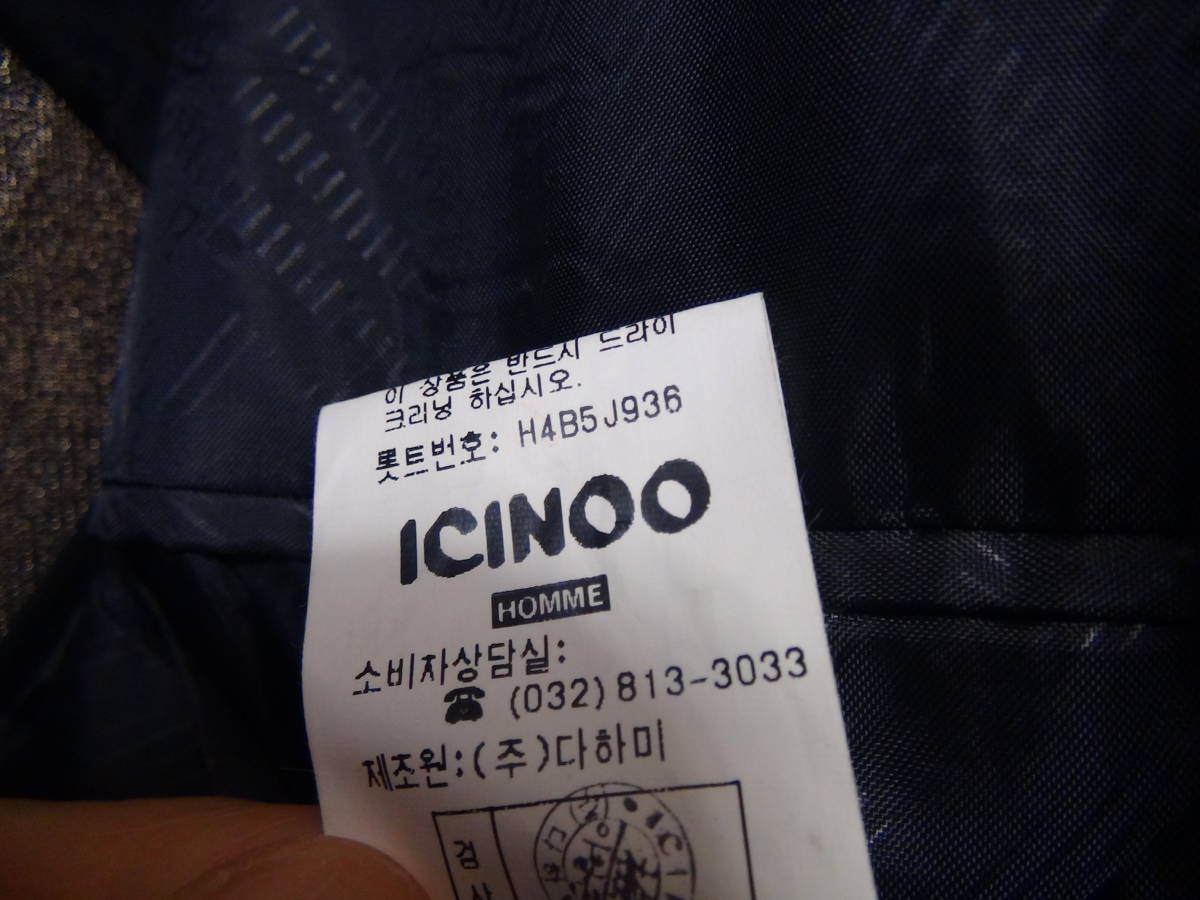 이 상품은 반드시 드라이
크리닝 하십시오.
롯트번호: H4B5J936
ICINOO
HOMME
소비자상담실:
☎ (032)813-3033
제조원:(주)다하미
검